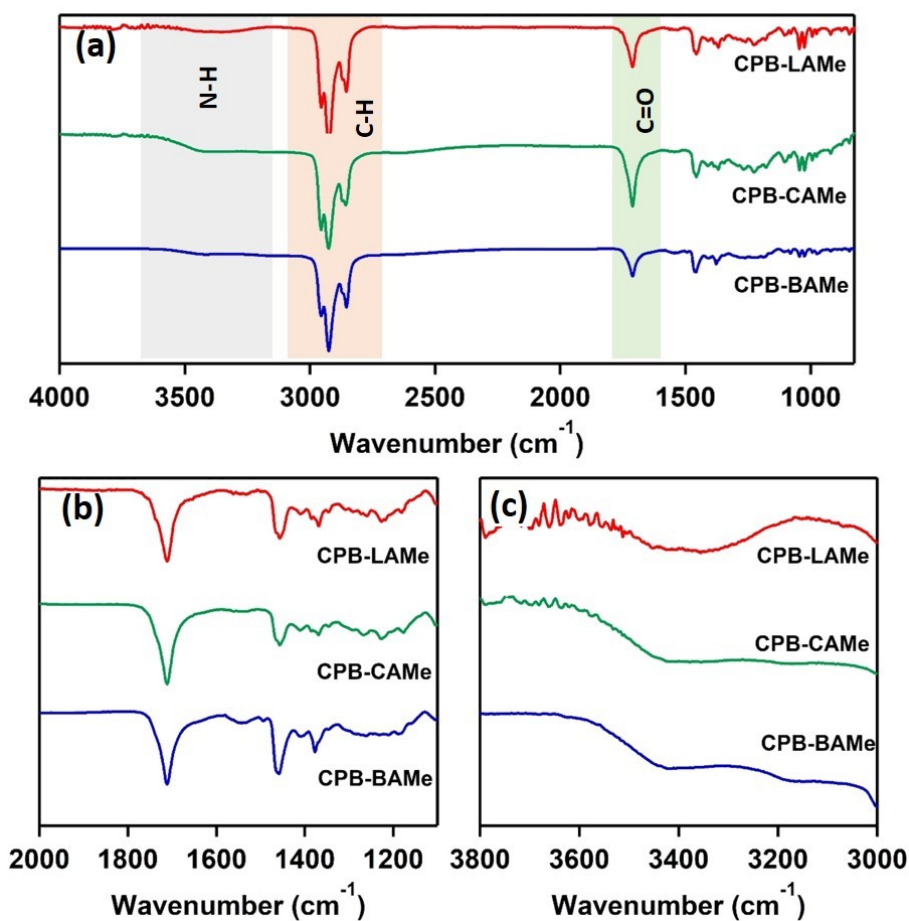 (a)
N-H
C-H
C=O
CPB-LAMe
CPB-CAMe
CPB-BAMe
4000 3500 3000 2500 2000 1500 1000
Wavenumber (cm⁻¹)
(b)
CPB-LAMe
CPB-CAMe
CPB-BAMe
2000 1800 1600 1400 1200
Wavenumber (cm⁻¹)
(c)
CPB-LAMe
CPB-CAMe
CPB-BAMe
3800 3600 3400 3200 3000
Wavenumber (cm⁻¹)